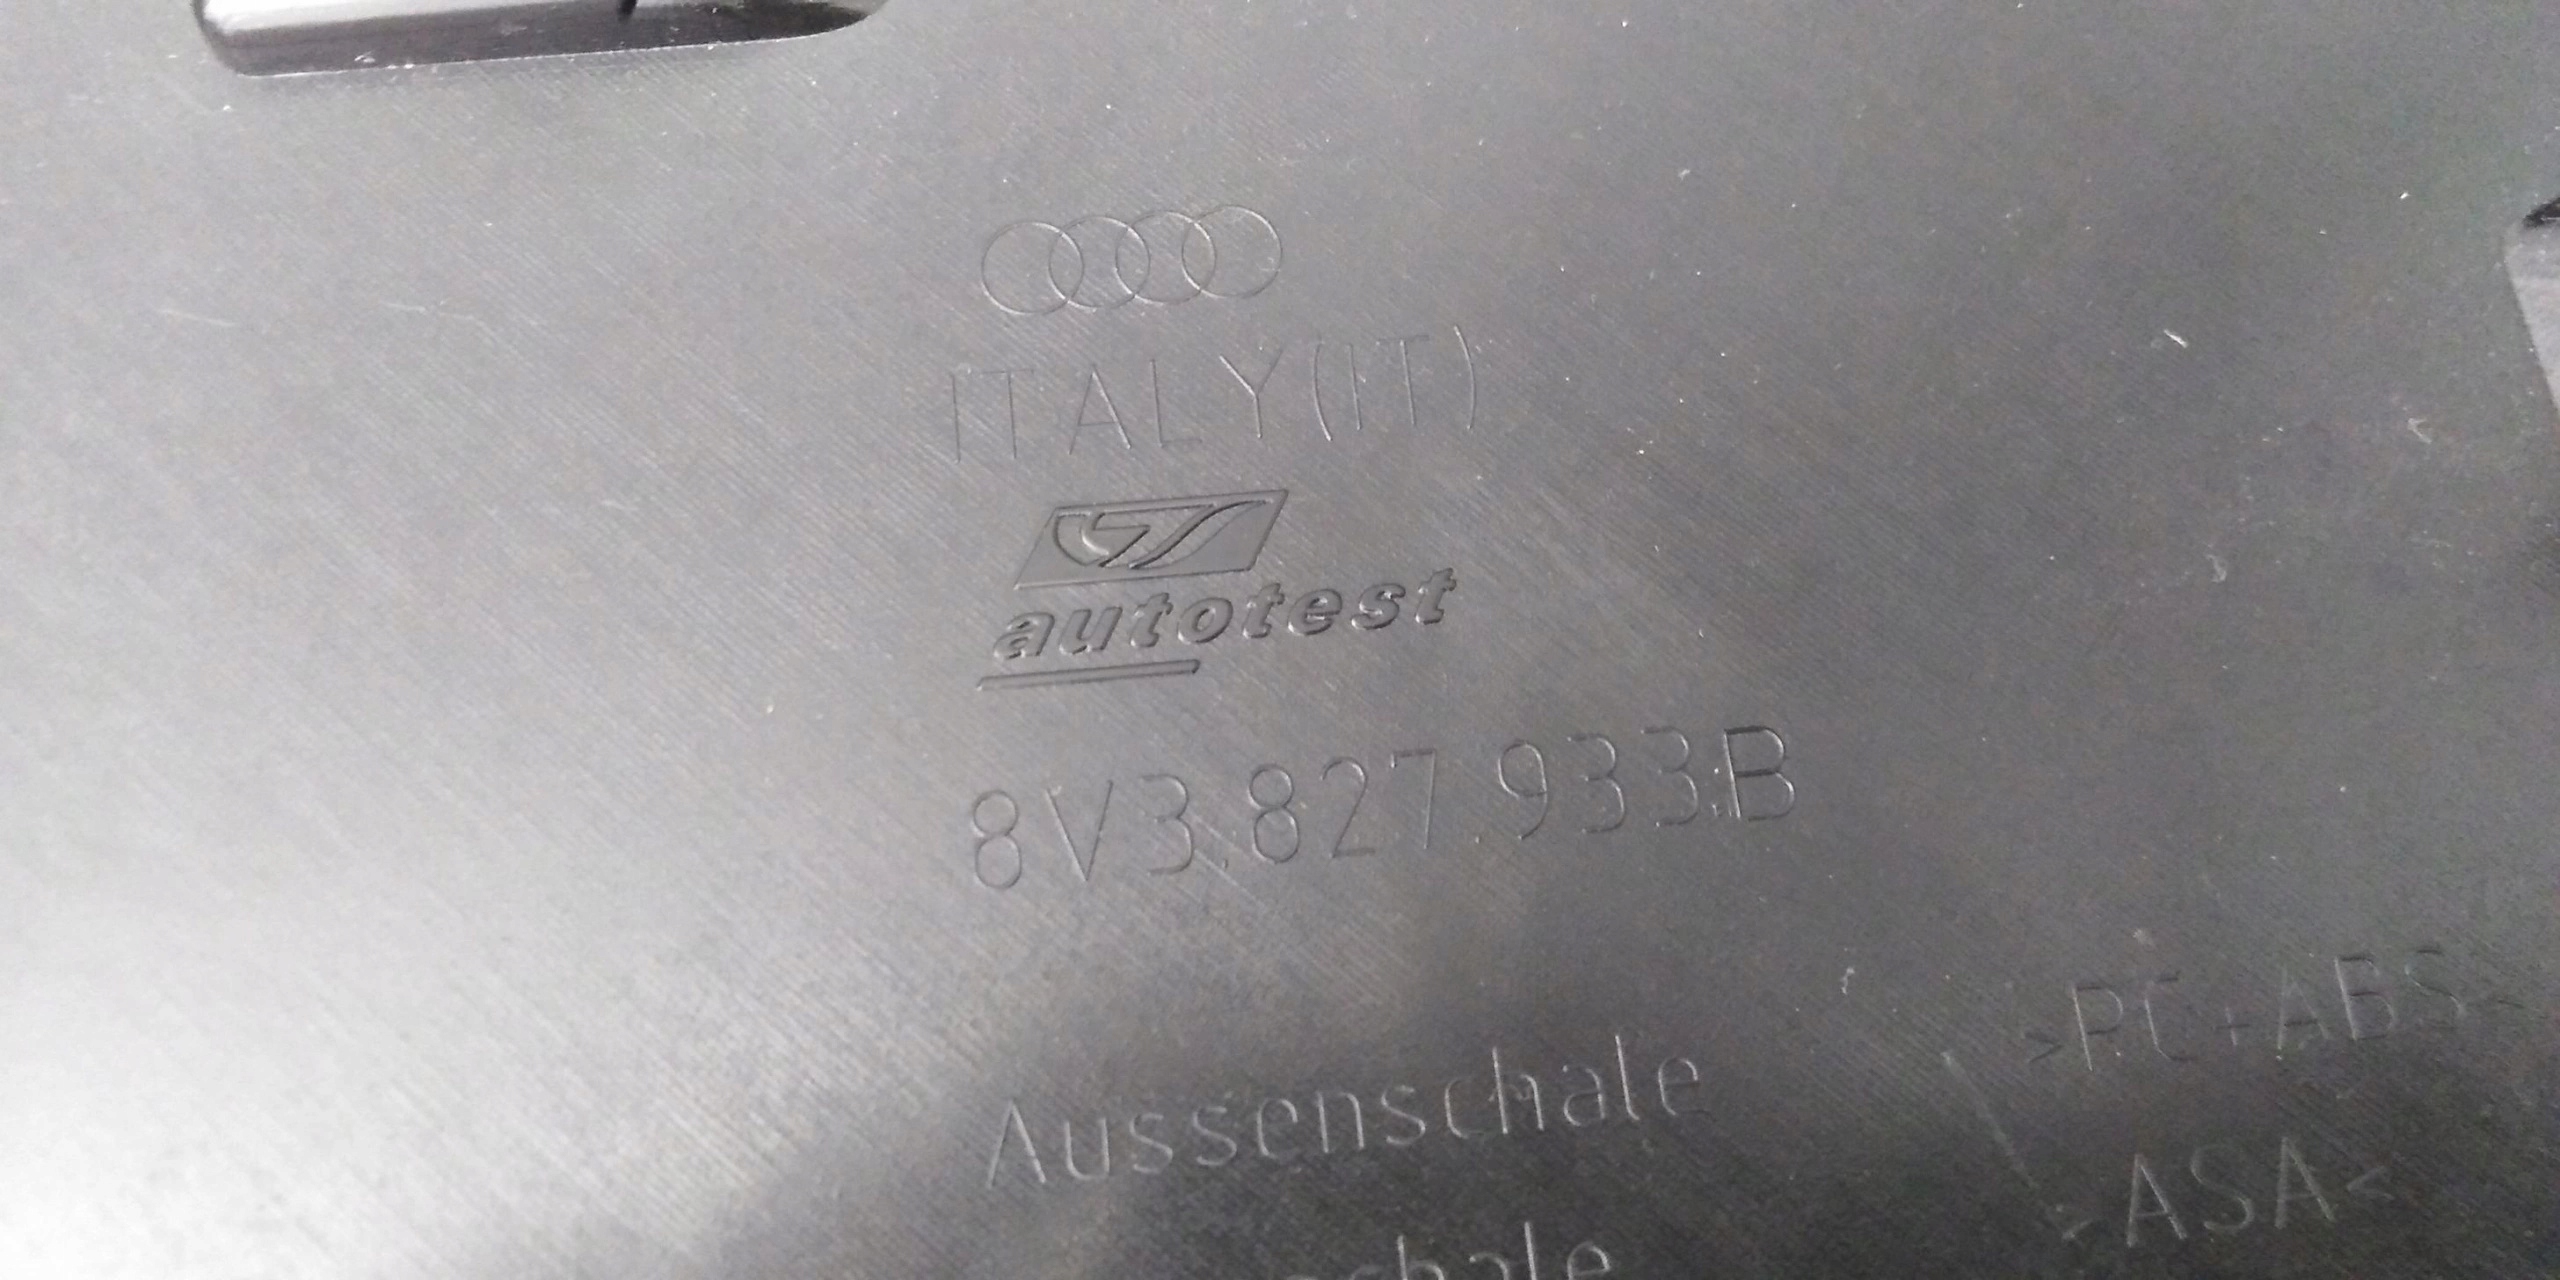 ITALY(IT)
autotest
8V3.827.933.B
Aussenschale
>PC+ABS<
>ASA<